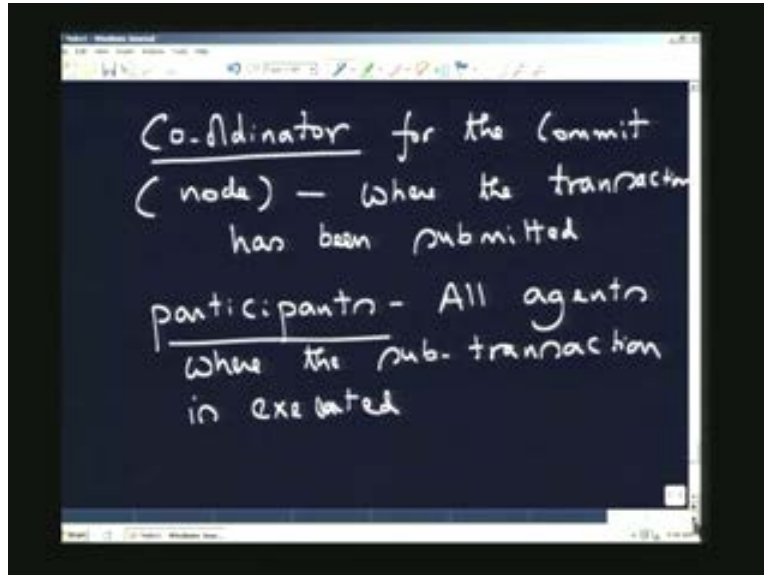 Co-Ordinator for the Commit
(node) - where the transaction
has been submitted
participants - All agents
where the sub-transaction
is executed